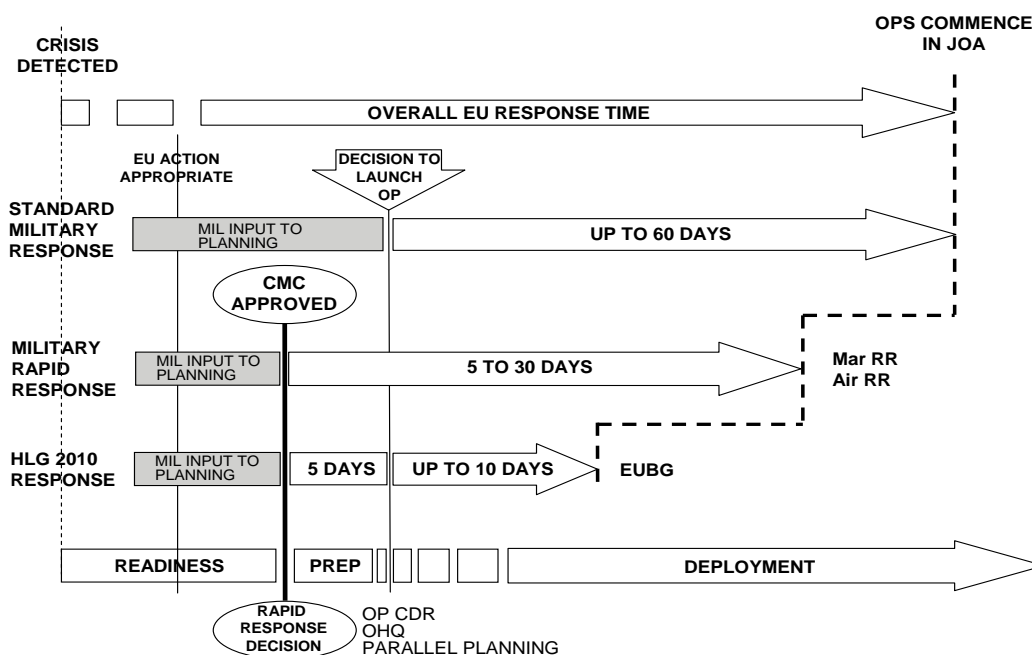 OPS COMMENCE
IN JOA
CRISIS
DETECTED
OVERALL EU RESPONSE TIME
EU ACTION
APPROPRIATE
DECISION TO
LAUNCH
OP
STANDARD
MILITARY
RESPONSE
MIL INPUT TO
PLANNING
UP TO 60 DAYS
CMC
APPROVED
MILITARY
RAPID
RESPONSE
MIL INPUT TO
PLANNING
5 TO 30 DAYS
Mar RR
Air RR
HLG 2010
RESPONSE
MIL INPUT TO
PLANNING
5 DAYS
UP TO 10 DAYS
EUBG
READINESS
PREP
DEPLOYMENT
RAPID
RESPONSE
DECISION
OP CDR
OHQ
PARALLEL PLANNING